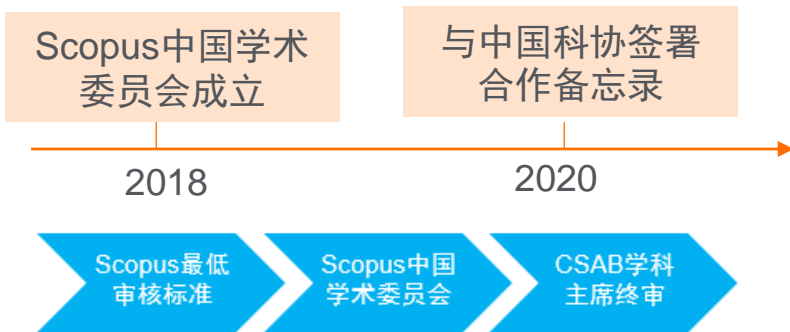 Scopus中国学术
委员会成立
与中国科协签署
合作备忘录
2018
2020
Scopus最低
审核标准
Scopus中国
学术委员会
CSAB学科
主席终审